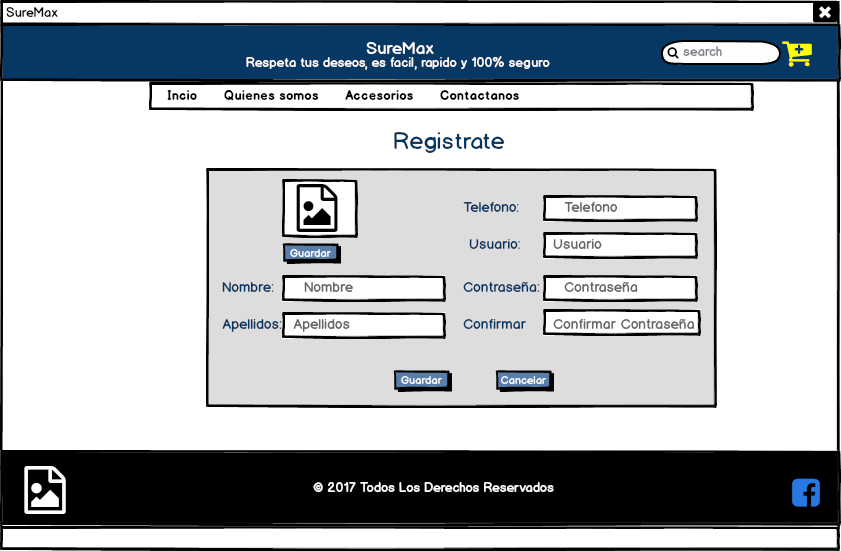 SureMax
SureMax
Respeta tus deseos, es facil, rapido y 100% seguro
search
Incio Quienes somos Accesorios Contactanos
Registrate
Guardar
Nombre: Nombre
Apellidos: Apellidos
Telefono: Telefono
Usuario: Usuario
Contraseña: Contraseña
Confirmar Confirmar Contraseña
Guardar Cancelar
© 2017 Todos Los Derechos Reservados